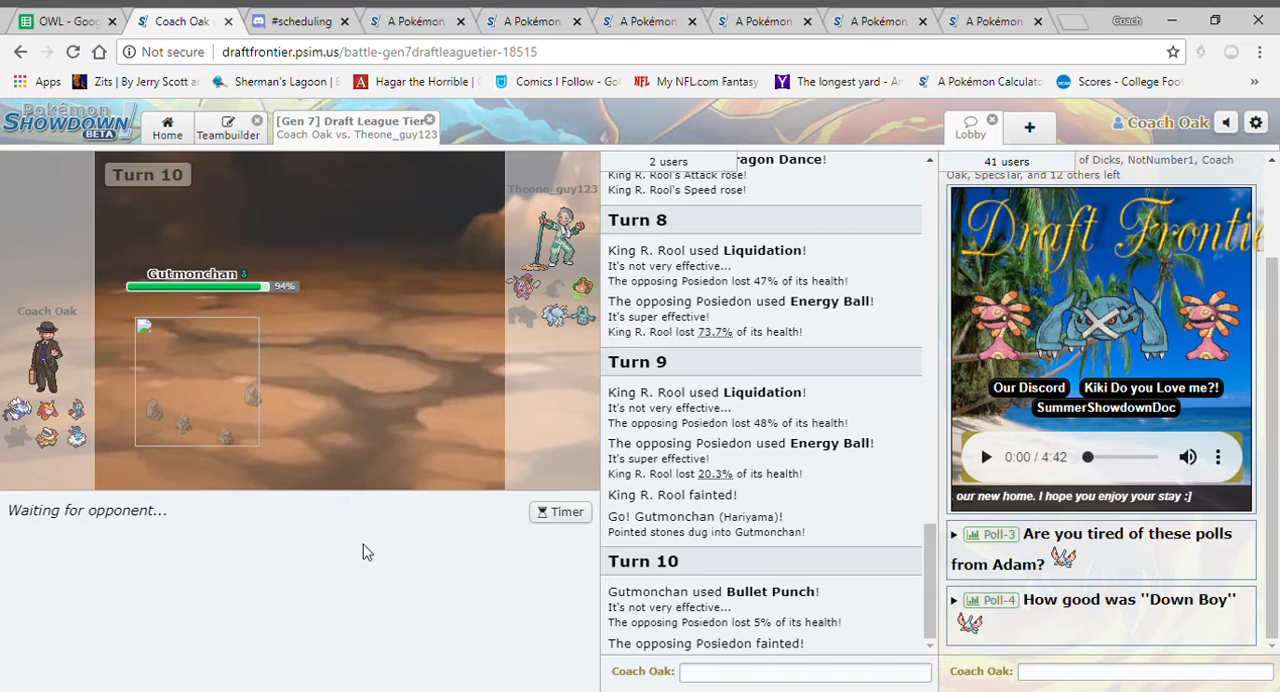 OWL - Goog
Coach Oak v
#scheduling
A Pokémon
A Pokémon
A Pokémon
A Pokémon
A Pokémon
A Pokémon
Coach
Not secure
draftfrontier.psim.us/battle-gen7draftleaguetier-18515
Apps
Zits | By Jerry Scott an
Sherman's Lagoon | B
Hagar the Horrible | C
Comics I Follow - Go
NFL
My NFL.com Fantasy
The longest yard - An
A Pokémon Calculato
Scores - College Foot
»
Pokémon
Showdown
BETA
Home
Teambuilder
[Gen 7] Draft League Tier
Coach Oak vs. Theone_guy123
Lobby
Coach Oak
Turn 10
Theone_guy123
Gutmonchan
94%
Coach Oak
Waiting for opponent...
Timer
2 users
ragon Dance!
King R. Rool's Attack rose!
King R. Rool's Speed rose!
Turn 8
King R. Rool used Liquidation!
It's not very effective...
The opposing Posiedon lost 47% of its health!
The opposing Posiedon used Energy Ball!
It's super effective!
King R. Rool lost 73.7% of its health!
Turn 9
King R. Rool used Liquidation!
It's not very effective...
The opposing Posiedon lost 48% of its health!
The opposing Posiedon used Energy Ball!
It's super effective!
King R. Rool lost 20.3% of its health!
King R. Rool fainted!
Go! Gutmonchan (Hariyama)!
Pointed stones dug into Gutmonchan!
Turn 10
Gutmonchan used Bullet Punch!
It's not very effective...
The opposing Posiedon lost 5% of its health!
The opposing Posiedon fainted!
Coach Oak:
41 users
of Dicks, NotNumber1, Coach
Oak, SpecsTar, and 12 others left
Draft Frontie
Our Discord
Kiki Do you Love me?!
SummerShowdownDoc
0:00 / 4:42
our new home. I hope you enjoy your stay :]
Poll-3 Are you tired of these polls
from Adam?
Poll-4 How good was "Down Boy"
Coach Oak: